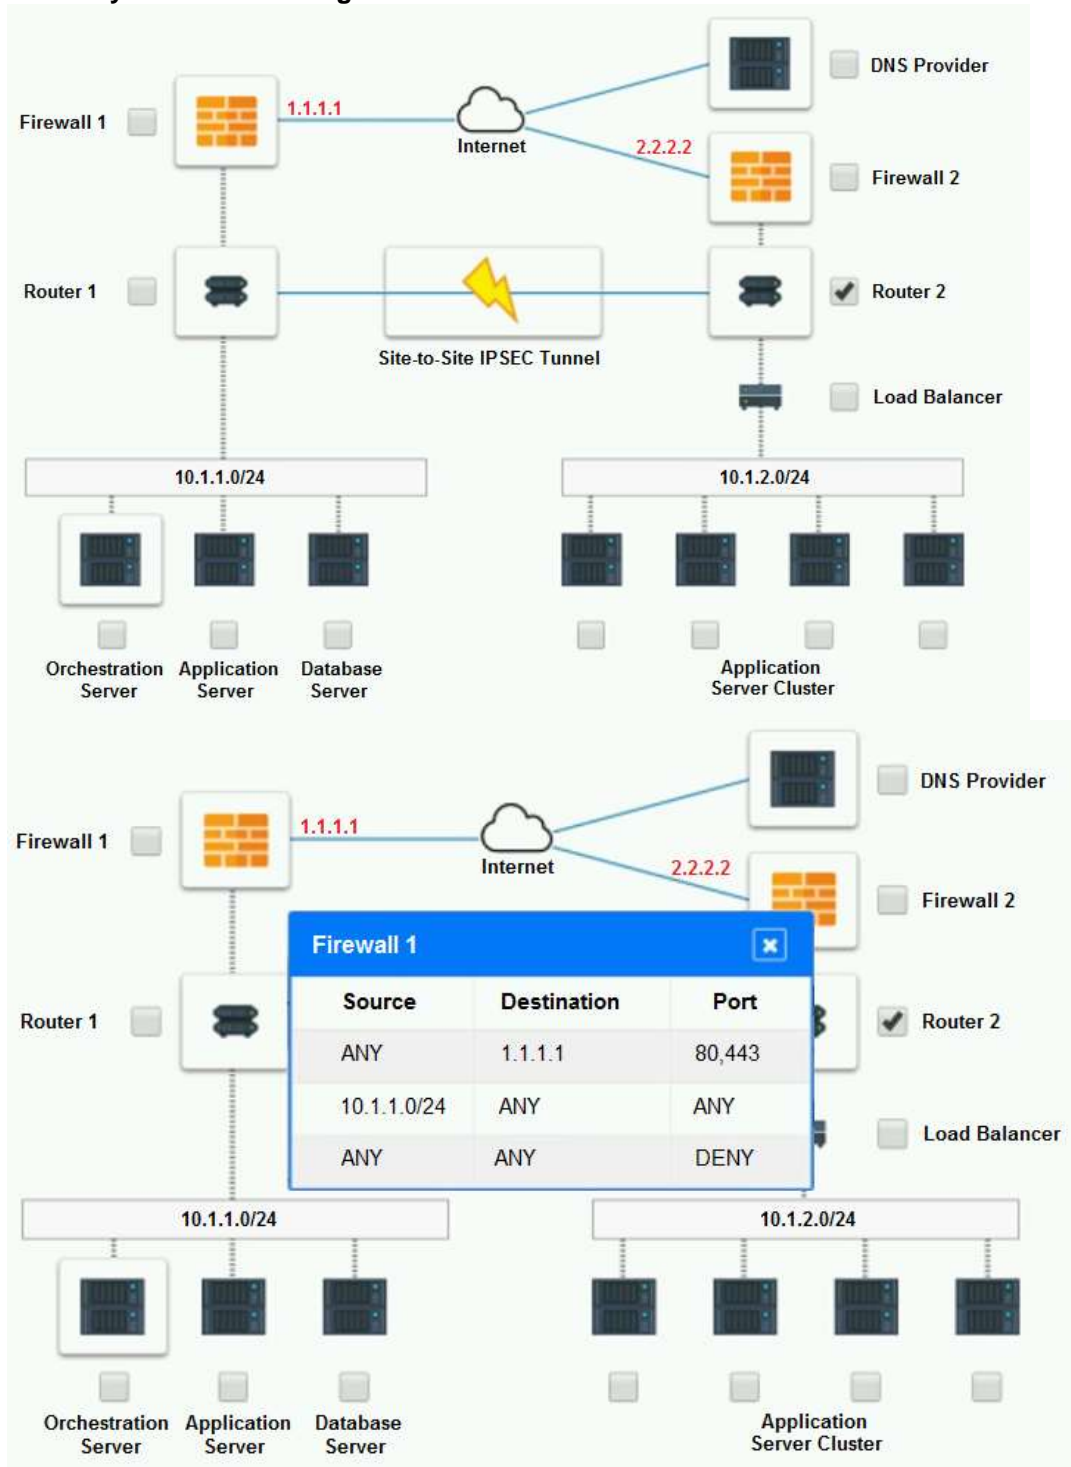 DNS Provider
Firewall 1
1.1.1.1
Internet
2.2.2.2
Firewall 2
Router 1
Router 2
Site-to-Site IPSEC Tunnel
Load Balancer
10.1.1.0/24
10.1.2.0/24
Orchestration
Server
Application
Server
Database
Server
Application
Server Cluster
DNS Provider
Firewall 1
1.1.1.1
Internet
2.2.2.2
Firewall 2
Firewall 1
Source Destination Port
ANY 1.1.1.1 80,443
10.1.1.0/24 ANY ANY
ANY ANY DENY
Router 1
Router 2
Load Balancer
10.1.1.0/24
10.1.2.0/24
Orchestration
Server
Application
Server
Database
Server
Application
Server Cluster